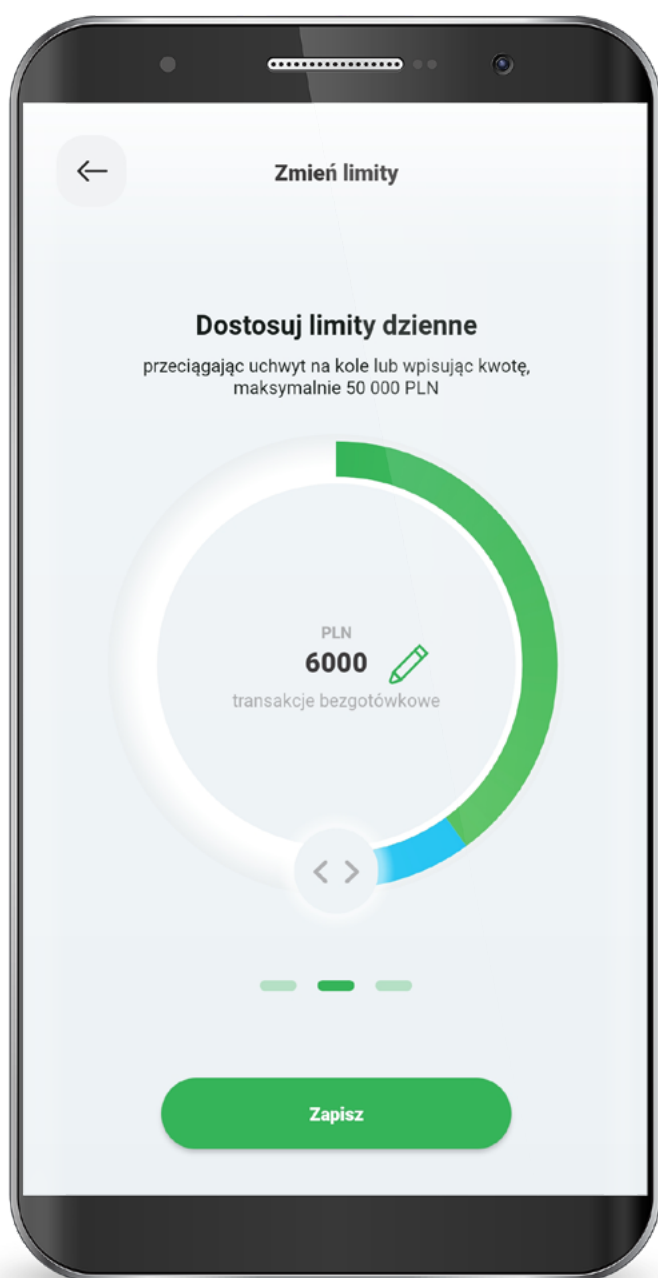 Zmień limity
Dostosuj limity dzienne
przeciągając uchwyt na kole lub wpisując kwotę,
maksymalnie 50 000 PLN
PLN
6000
transakcje bezgotówkowe
Zapisz